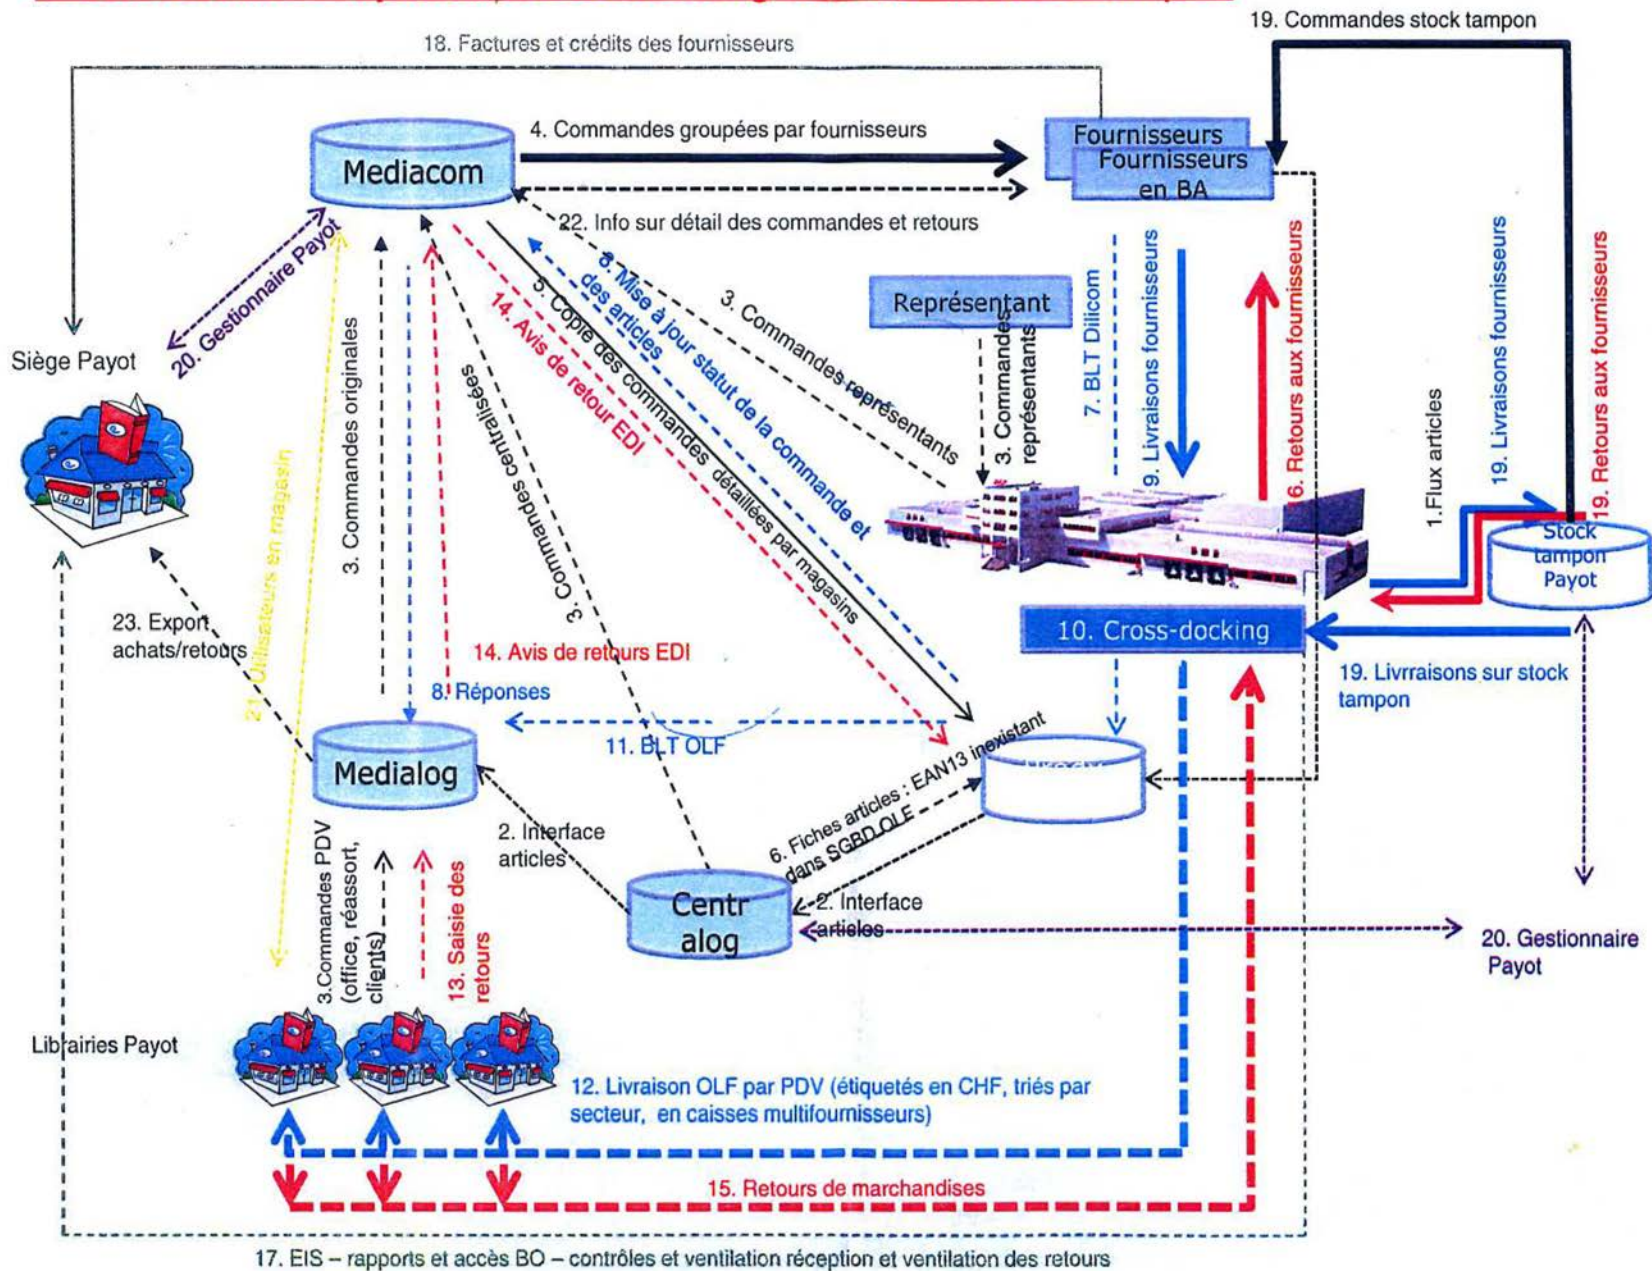 19. Commandes stock tampon
18. Factures et crédits des fournisseurs
4. Commandes groupées par fournisseurs
Mediacom
Fournisseurs
Fournisseurs
en BA
22. Info sur détail des commandes et retours
20. Gestionnaire Payot
Siège Payot
Représentant
3. Commandes
représentants
3. Commandes représentants
7. BLT Dilicom
9. Livraisons fournisseurs
6. Retours aux fournisseurs
1.Flux articles
19. Livraisons fournisseurs
19. Retours aux fournisseurs
8. Mise à jour statut de la commande et
des articles
5. Copie des commandes détaillées par magasins
14. Avis de retour EDI
3. Commandes centralisées
3. Commandes originales
21. Utilisateurs en magasin
Stock
tampon
Payot
10. Cross-docking
19. Livrraisons sur stock
tampon
23. Export
achats/retours
14. Avis de retours EDI
8. Réponses
11. BLT OLF
Medialog
6. Fiches articles : EAN13 inexistant
dans SGBD OLF
2. Interface
articles
Centr
alog
2. Interface
articles
20. Gestionnaire
Payot
3.Commandes PDV
(office, réassort,
clients)
13. Saisie des
retours
Librairies Payot
12. Livraison OLF par PDV (étiquetés en CHF, triés par
secteur, en caisses multifournisseurs)
15. Retours de marchandises
17. EIS – rapports et accès BO – contrôles et ventilation réception et ventilation des retours